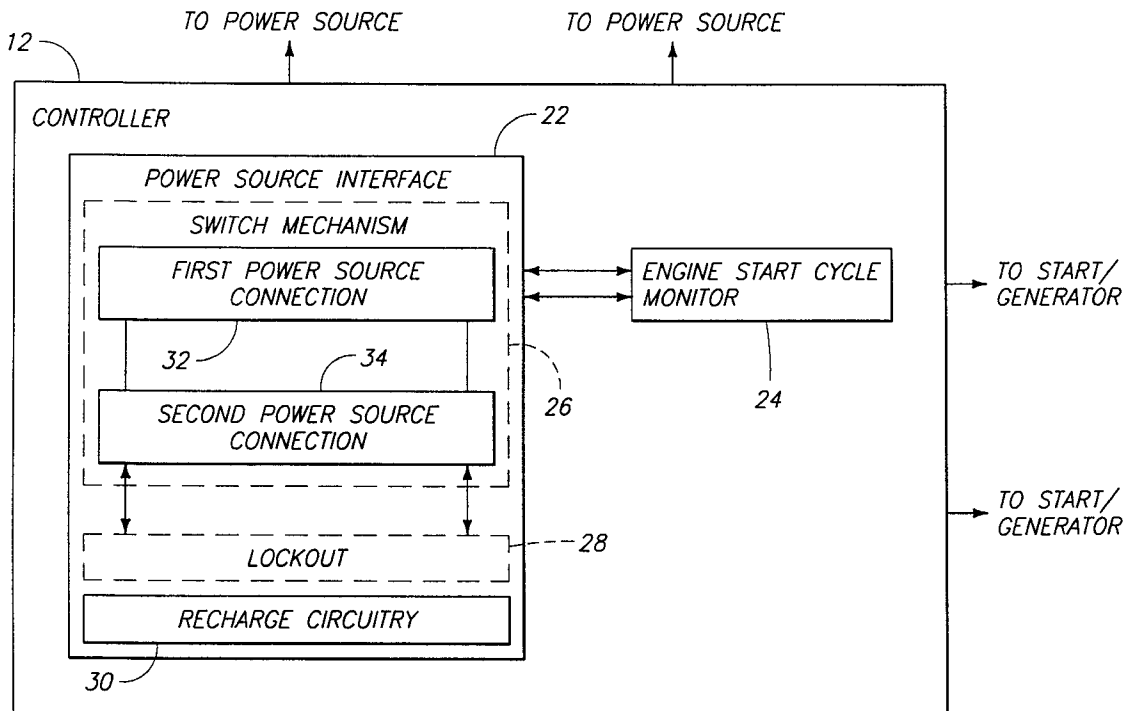 TO POWER SOURCE
TO POWER SOURCE
12
CONTROLLER
22
POWER SOURCE INTERFACE
SWITCH MECHANISM
FIRST POWER SOURCE
CONNECTION
ENGINE START CYCLE
MONITOR
TO START/
GENERATOR
32
34
26
24
SECOND POWER SOURCE
CONNECTION
TO START/
GENERATOR
LOCKOUT
28
RECHARGE CIRCUITRY
30